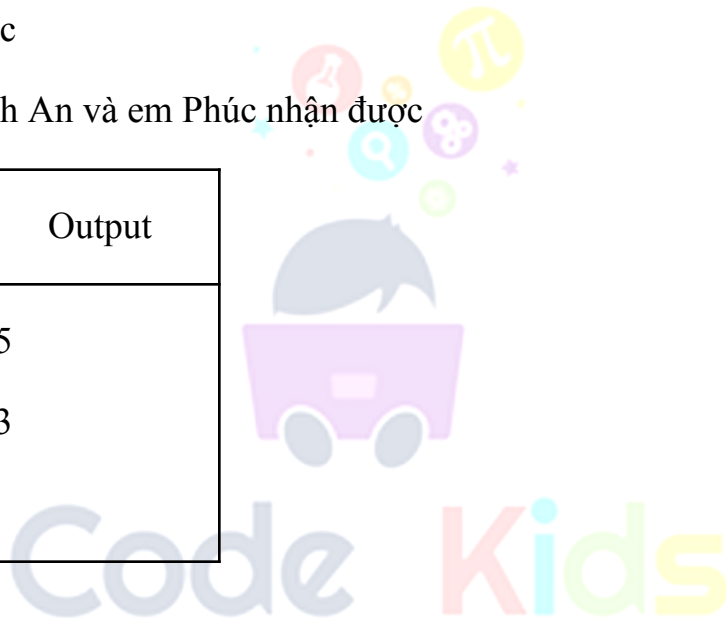 c
h An và em Phúc nhận được
Output
5
3
Code Kids